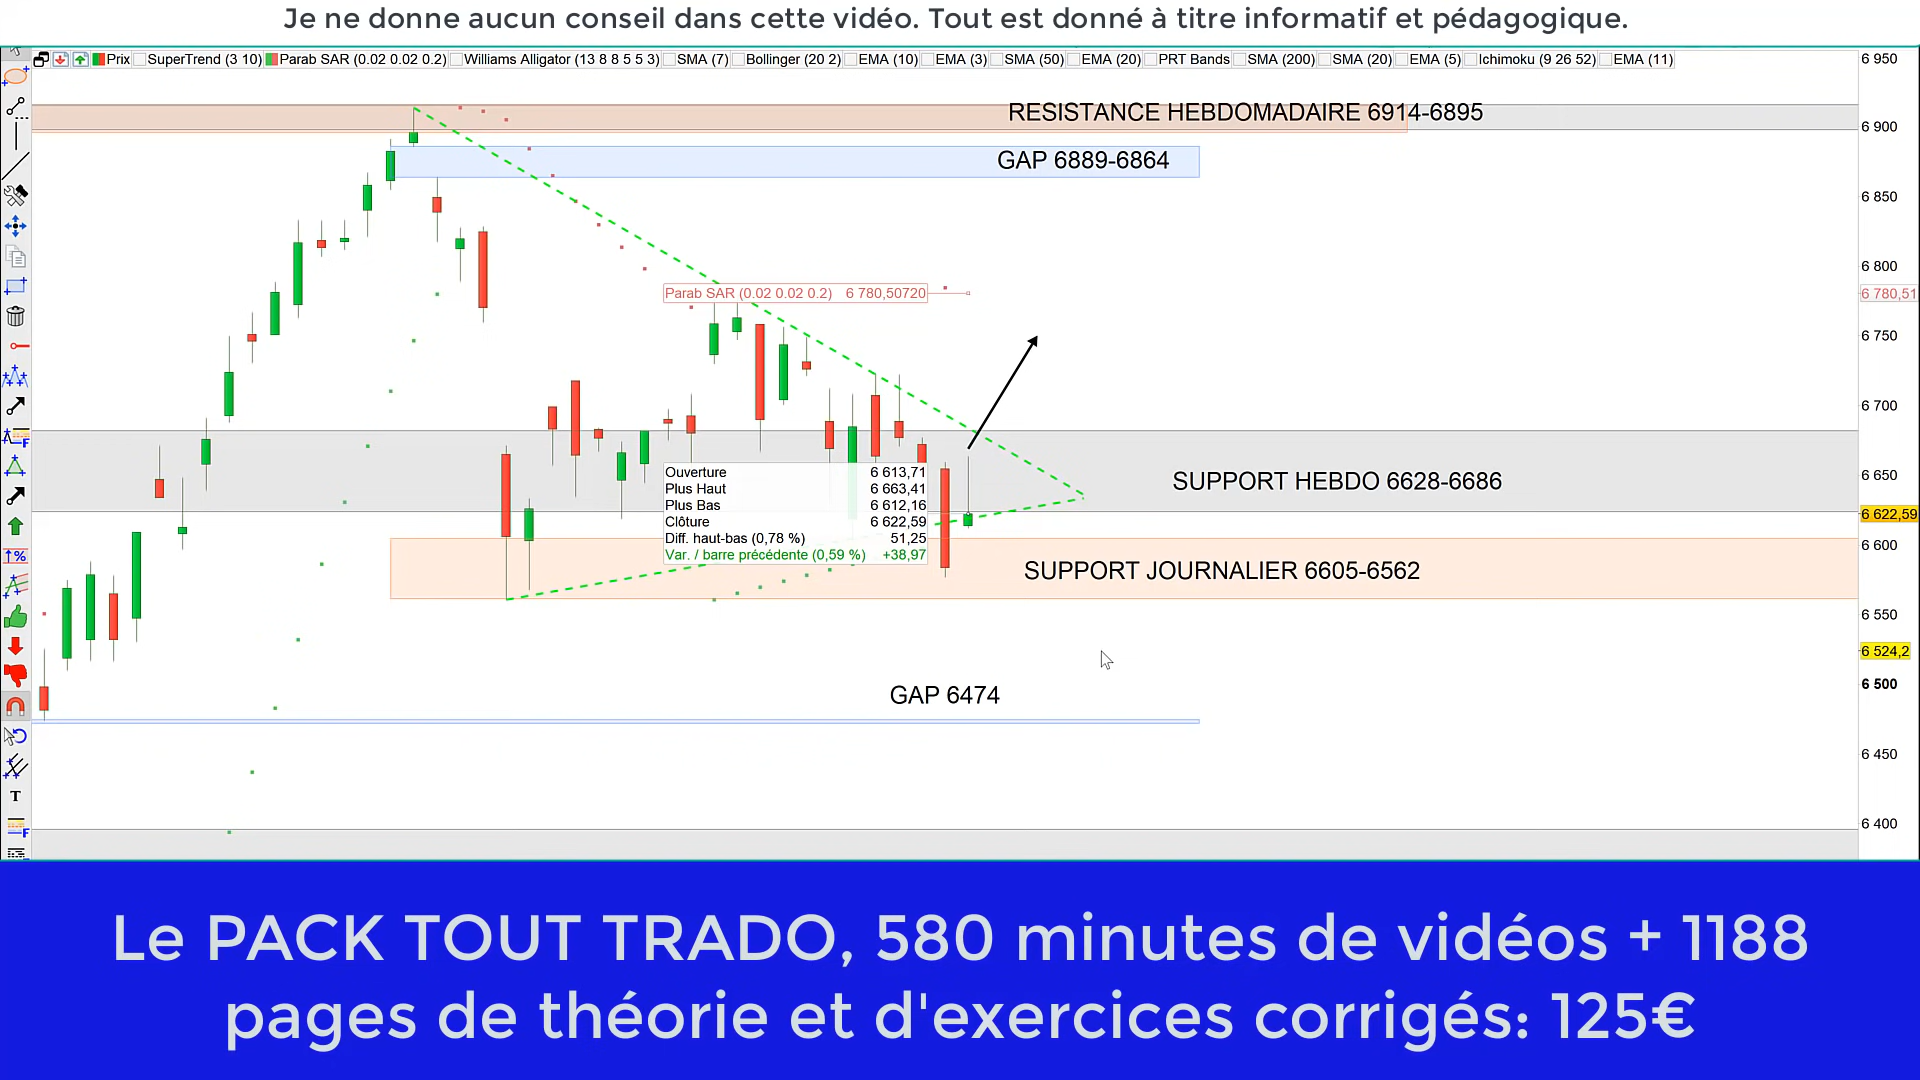 Je ne donne aucun conseil dans cette vidéo. Tout est donné à titre informatif et pédagogique.
Prix SuperTrend (3 10) Parab SAR (0.02 0.02 0.2) Williams Alligator (13 8 8 5 5 3) SMA (7) Bollinger (20 2) EMA (10) EMA (3) SMA (50) EMA (20) PRT Bands SMA (200) SMA (20) EMA (5) Ichimoku (9 26 52) EMA (11)
6 950
RESISTANCE HEBDOMADAIRE 6914-6895
6 900
GAP 6889-6864
6 850
6 800
Parab SAR (0.02 0.02 0.2) 6 780,50720
6 780,51
6 750
6 700
Ouverture 6 613,71
Plus Haut 6 663,41
Plus Bas 6 612,16
Clôture 6 622,59
Diff. haut-bas (0,78 %) 51,25
Var. / barre précédente (0,59 %) +38,97
6 650
SUPPORT HEBDO 6628-6686
6 622,59
6 600
SUPPORT JOURNALIER 6605-6562
6 550
6 524,2
GAP 6474
6 500
6 450
6 400
T
F
F
%
Le PACK TOUT TRADO, 580 minutes de vidéos + 1188
pages de théorie et d'exercices corrigés: 125€